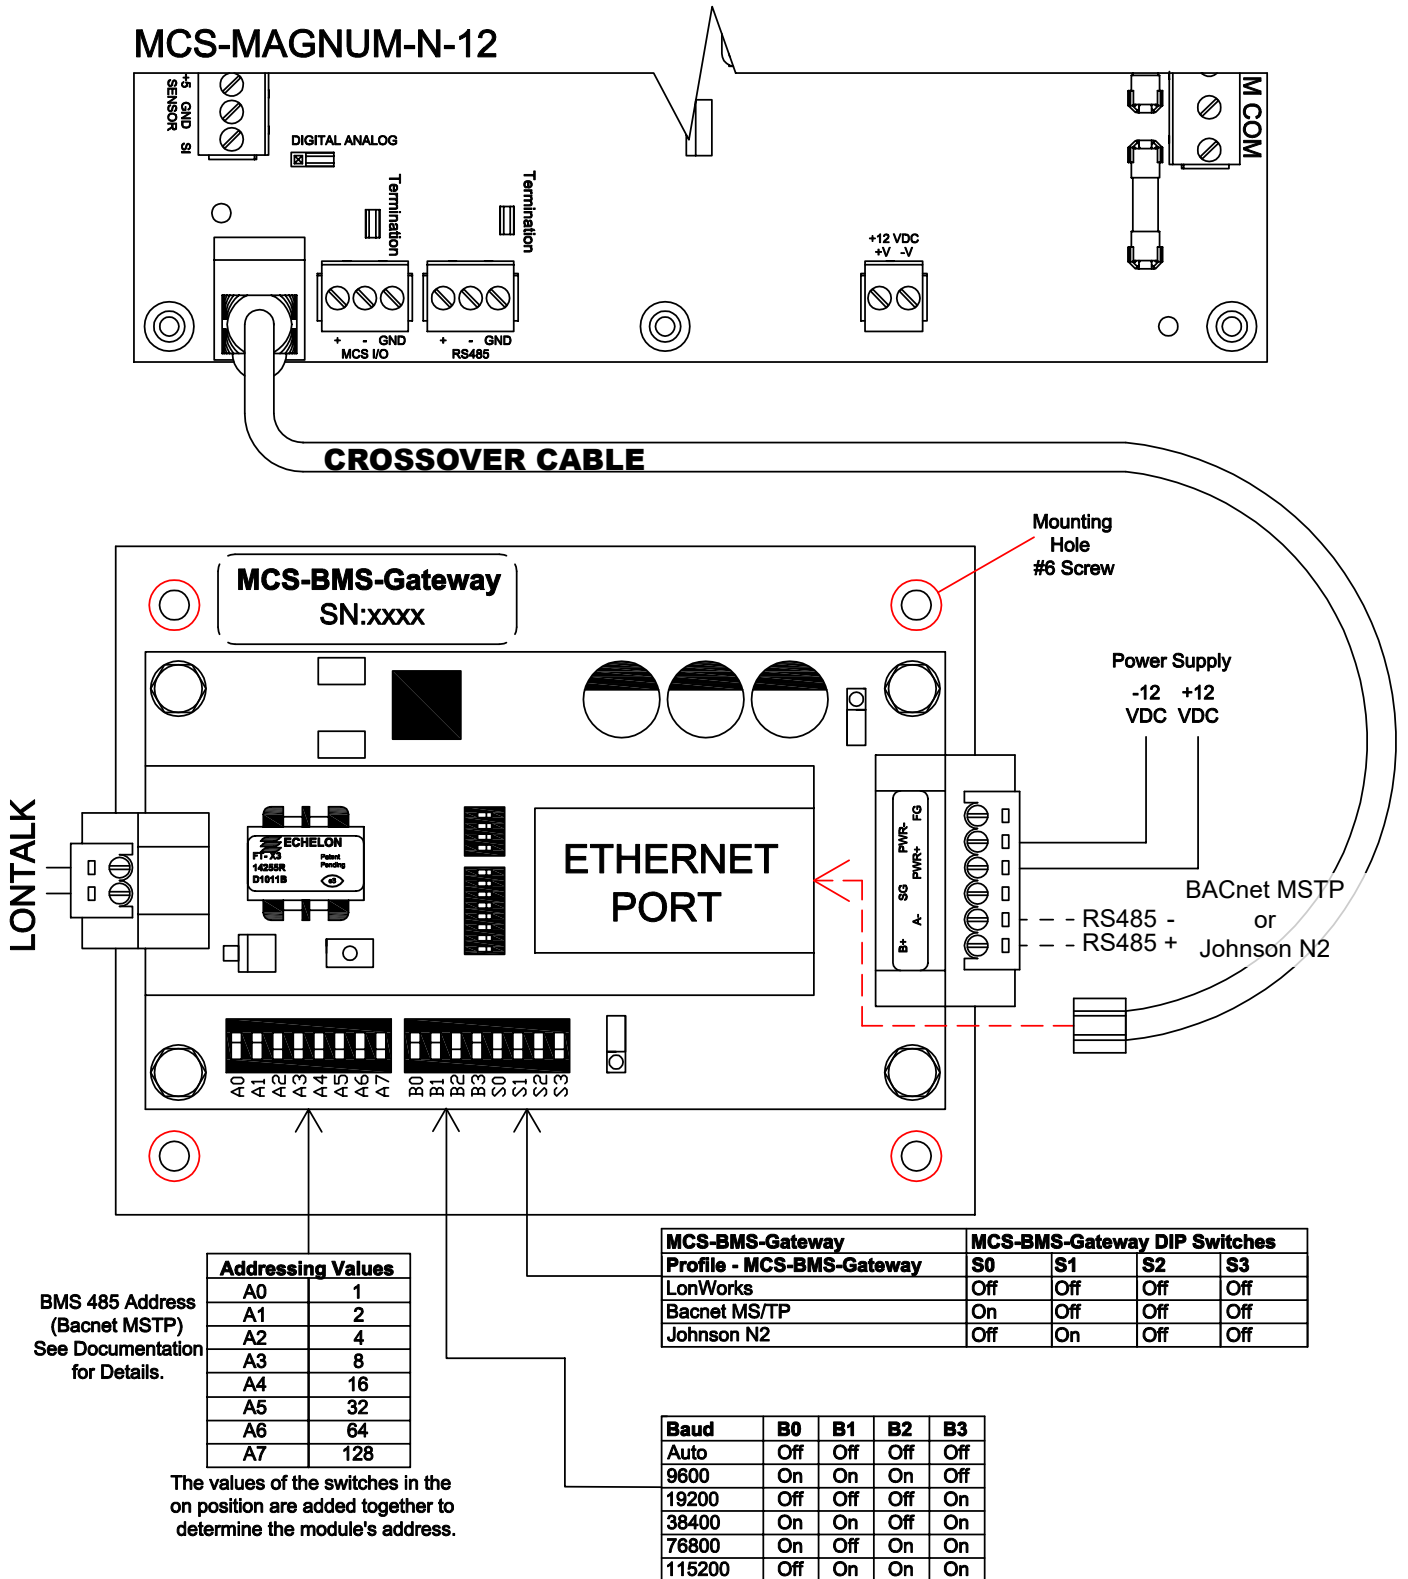 MCS-MAGNUM-N-12
+5 GND SI
SENSOR
DIGITAL ANALOG
Termination
Termination
+ - GND
MCS I/O
+ - GND
RS485
+12 VDC
+V -V
M COM
CROSSOVER CABLE
Mounting
Hole
#6 Screw
MCS-BMS-Gateway
SN:xxxx
Power Supply
-12 +12
VDC VDC
LONTALK
ECHELON
FT-X3
14255R
D1011B
Patent
Pending
e3
ETHERNET
PORT
FG
PWR-
PWR+
SG
A-
B+
RS485 -
RS485 +
BACnet MSTP
or
Johnson N2
A0 A1 A2 A3 A4 A5 A6 A7
B0 B1 B2 B3 S0 S1 S2 S3
MCS-BMS-Gateway MCS-BMS-Gateway DIP Switches
Profile - MCS-BMS-Gateway S0 S1 S2 S3
LonWorks Off Off Off Off
Bacnet MS/TP On Off Off Off
Johnson N2 Off On Off Off
BMS 485 Address
(Bacnet MSTP)
See Documentation
for Details.
Addressing Values
A0 1
A1 2
A2 4
A3 8
A4 16
A5 32
A6 64
A7 128
The values of the switches in the
on position are added together to
determine the module's address.
Baud B0 B1 B2 B3
Auto Off Off Off Off
9600 On On On Off
19200 Off Off Off On
38400 On On Off On
76800 On Off On On
115200 Off On On On